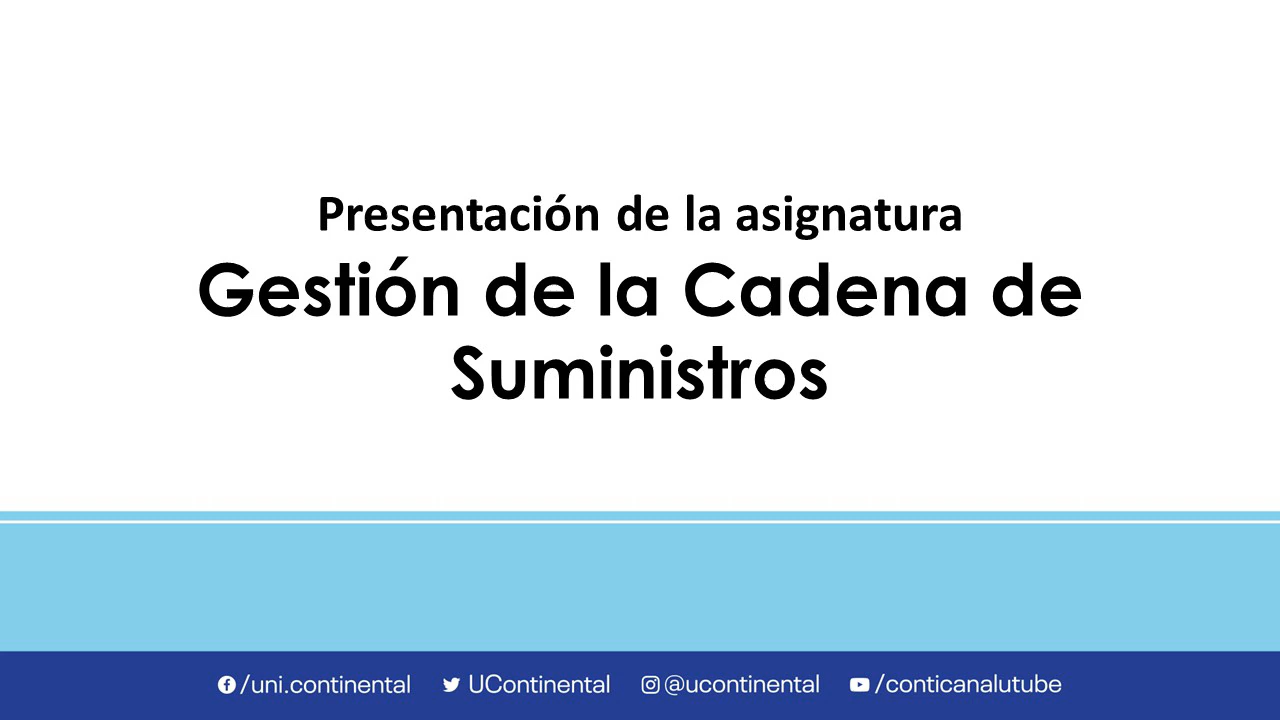 Presentación de la asignatura
Gestión de la Cadena de
Suministros
/uni.continental UContinental @ucontinental /conticanalutube